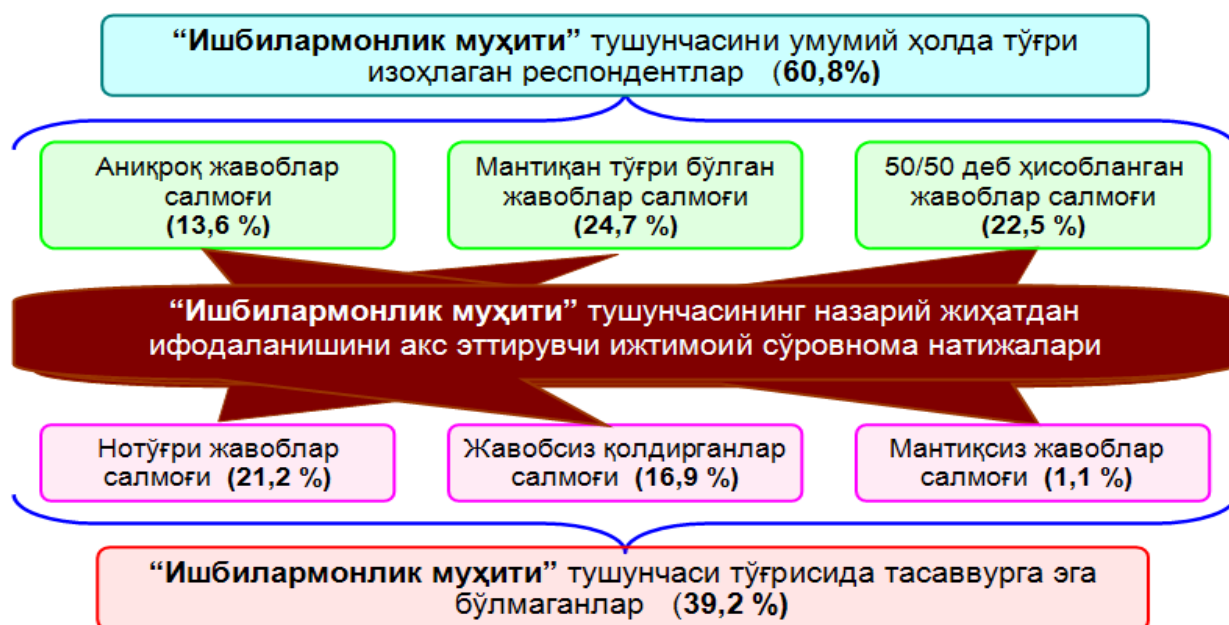 “Ишбилармонлик муҳити” тушунчасини умумий ҳолда тўғри
изоҳлаган респондентлар (60,8%)
Аниқроқ жавоблар
салмоғи
(13,6 %)
Мантиқан тўғри бўлган
жавоблар салмоғи
(24,7 %)
50/50 деб ҳисобланган
жавоблар салмоғи
(22,5 %)
“Ишбилармонлик муҳити” тушунчасининг назарий жиҳатдан
ифодаланишини акс эттирувчи ижтимоий сўровнома натижалари
Нотўғри жавоблар
салмоғи (21,2 %)
Жавобсиз қолдирганлар
салмоғи (16,9 %)
Мантиқсиз жавоблар
салмоғи (1,1 %)
“Ишбилармонлик муҳити” тушунчаси тўғрисида тасаввурга эга
бўлмаганлар (39,2 %)